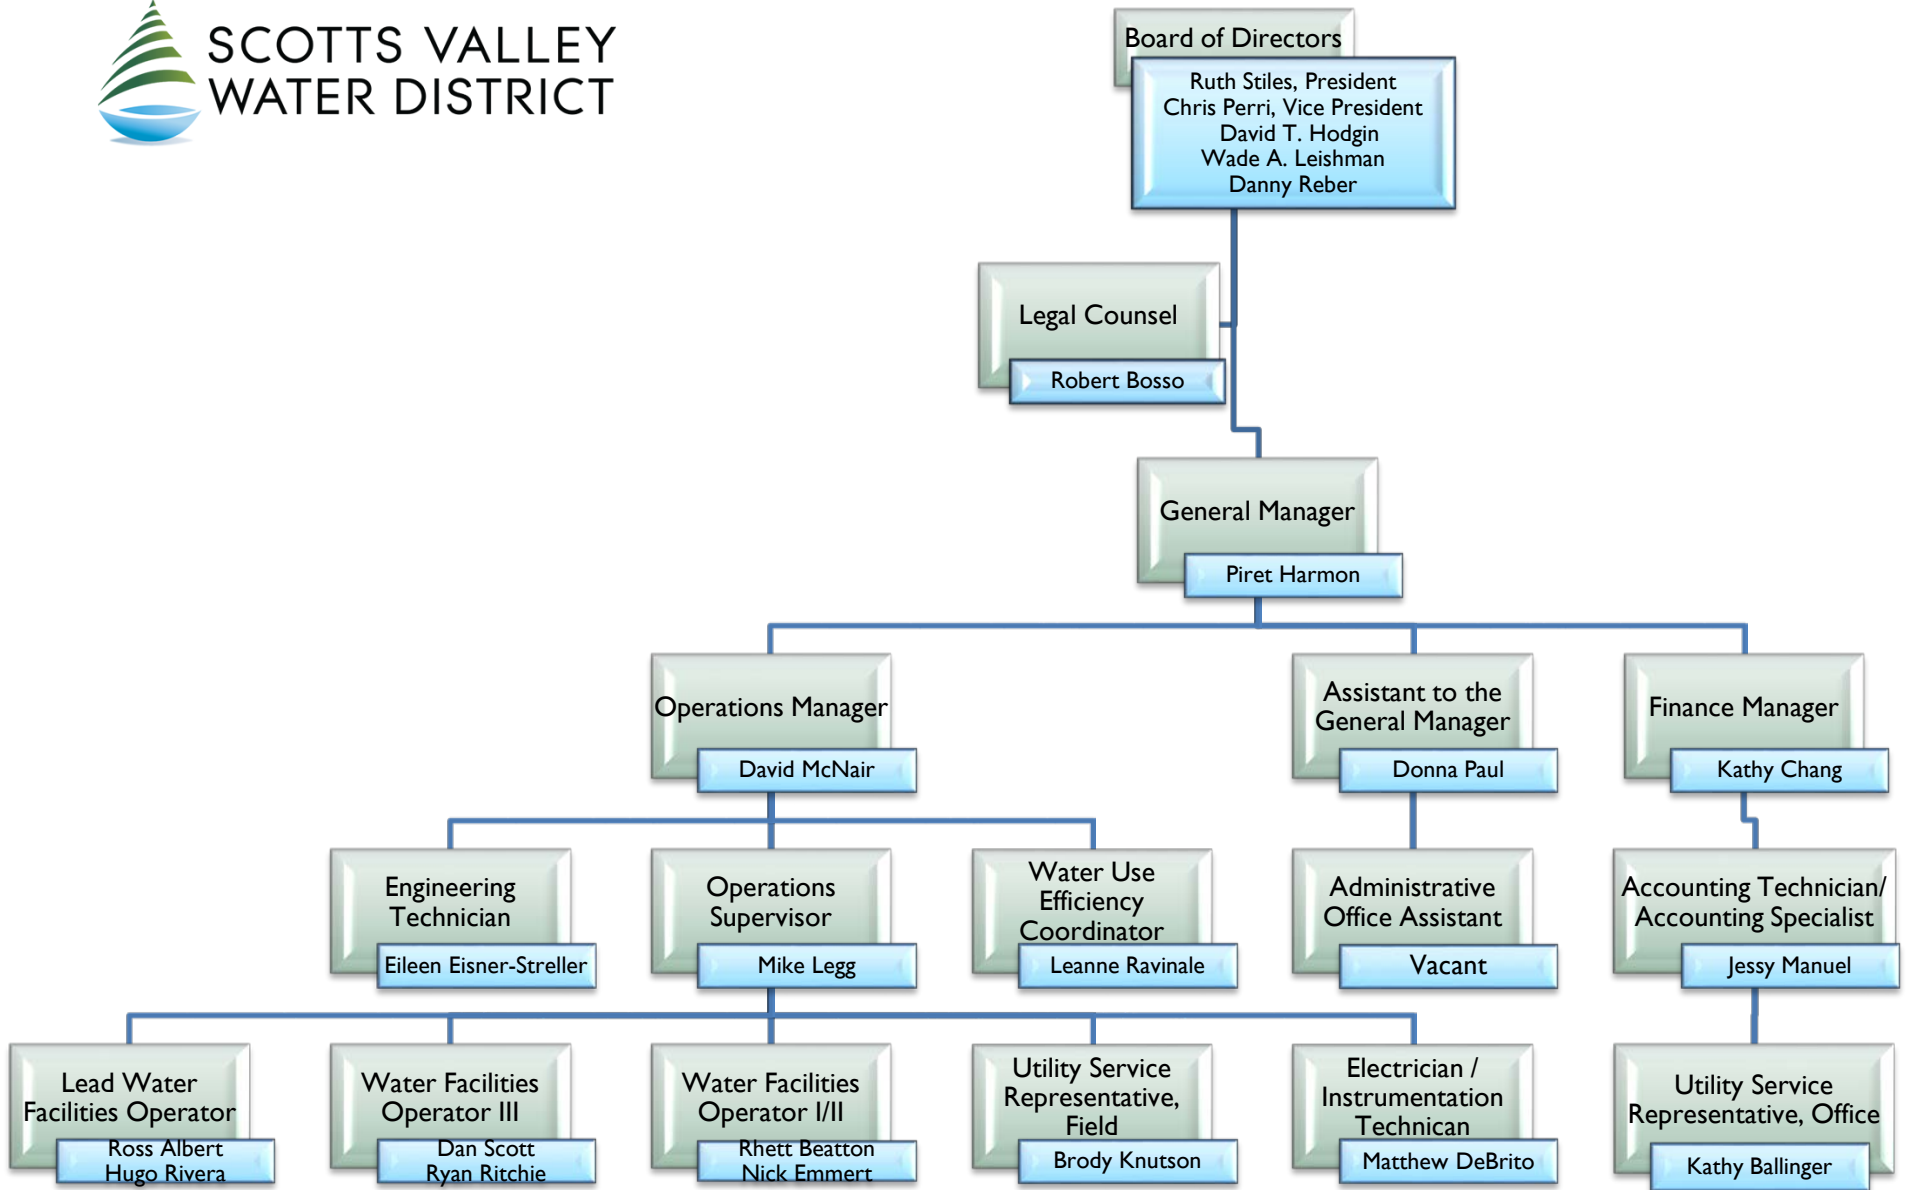 SCOTTS VALLEY
WATER DISTRICT
Board of Directors
Ruth Stiles, President
Chris Perri, Vice President
David T. Hodgin
Wade A. Leishman
Danny Reber
Legal Counsel
Robert Bosso
General Manager
Piret Harmon
Operations Manager
David McNair
Assistant to the
General Manager
Donna Paul
Finance Manager
Kathy Chang
Engineering
Technician
Eileen Eisner-Streller
Operations
Supervisor
Mike Legg
Water Use
Efficiency
Coordinator
Leanne Ravinale
Administrative
Office Assistant
Vacant
Accounting Technician/
Accounting Specialist
Jessy Manuel
Lead Water
Facilities Operator
Ross Albert
Hugo Rivera
Water Facilities
Operator III
Dan Scott
Ryan Ritchie
Water Facilities
Operator I/II
Rhett Beatton
Nick Emmert
Utility Service
Representative,
Field
Brody Knutson
Electrician /
Instrumentation
Technican
Matthew DeBrito
Utility Service
Representative, Office
Kathy Ballinger